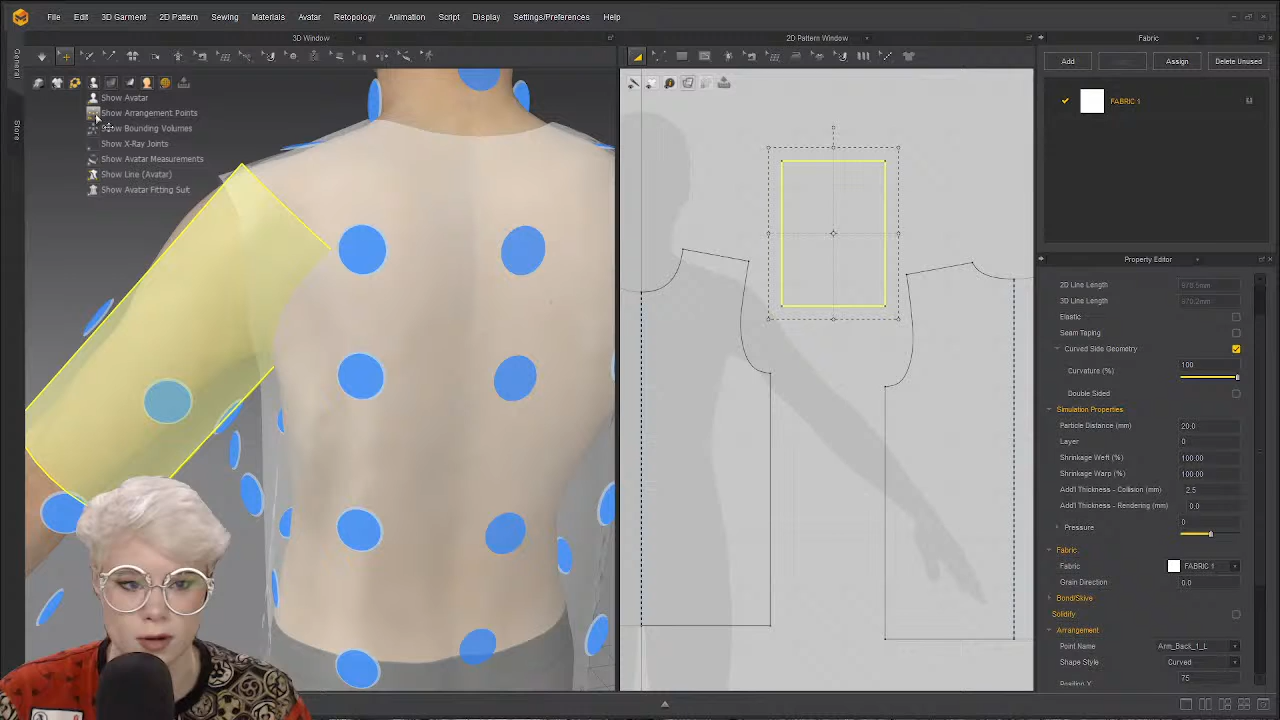 File Edit 3D Garment 2D Pattern Sewing Materials Avatar Retopology Animation Script Display Settings/Preferences Help
3D Window
2D Pattern Window
Fabric
General
Store
Add
Assign
Delete Unused
FABRIC 1
Show Avatar
Show Arrangement Points
Show Bounding Volumes
Show X-Ray Joints
Show Avatar Measurements
Show Line (Avatar)
Show Avatar Fitting Suit
Property Editor
2D Line Length
3D Line Length
Elastic
Seam Taping
Curved Side Geometry
Curvature (%) 100
Double Sided
Simulation Properties
Particle Distance (mm) 20.0
Layer 0
Shrinkage Weft (%) 100.00
Shrinkage Warp (%) 100.00
Add'l Thickness - Collision (mm) 2.5
Add'l Thickness - Rendering (mm) 0.0
Pressure 0
Fabric
Fabric FABRIC 1
Grain Direction 0.0
Bond/Skive
Solidify
Arrangement
Point Name Arm_Back_1_L
Shape Style Curved
75